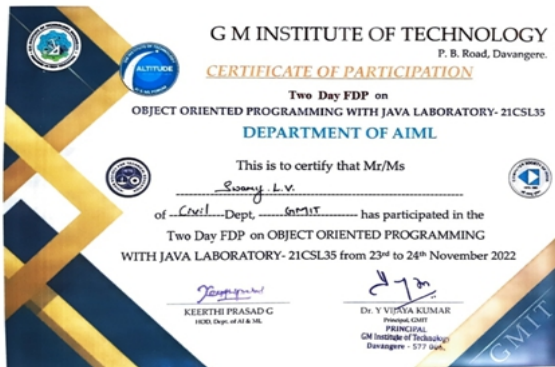 G M INSTITUTE OF TECHNOLOGY
P. B. Road, Davangere.
CERTIFICATE OF PARTICIPATION
ALTITUDE
Two Day FDP on
OBJECT ORIENTED PROGRAMMING WITH JAVA LABORATORY- 21CSL35
DEPARTMENT OF AIML
This is to certify that Mr/Ms
Swamy. L.V.
of Civil Dept, GMIT has participated in the
Two Day FDP on OBJECT ORIENTED PROGRAMMING
WITH JAVA LABORATORY- 21CSL35 from 23rd to 24th November 2022
KEERTHI PRASAD G
HOD, Dept. of AI & ML
Dr. Y VIJAYA KUMAR
Principal, GMIT
PRINCIPAL
GM Institute of Technology
Davangere - 577
GMIT